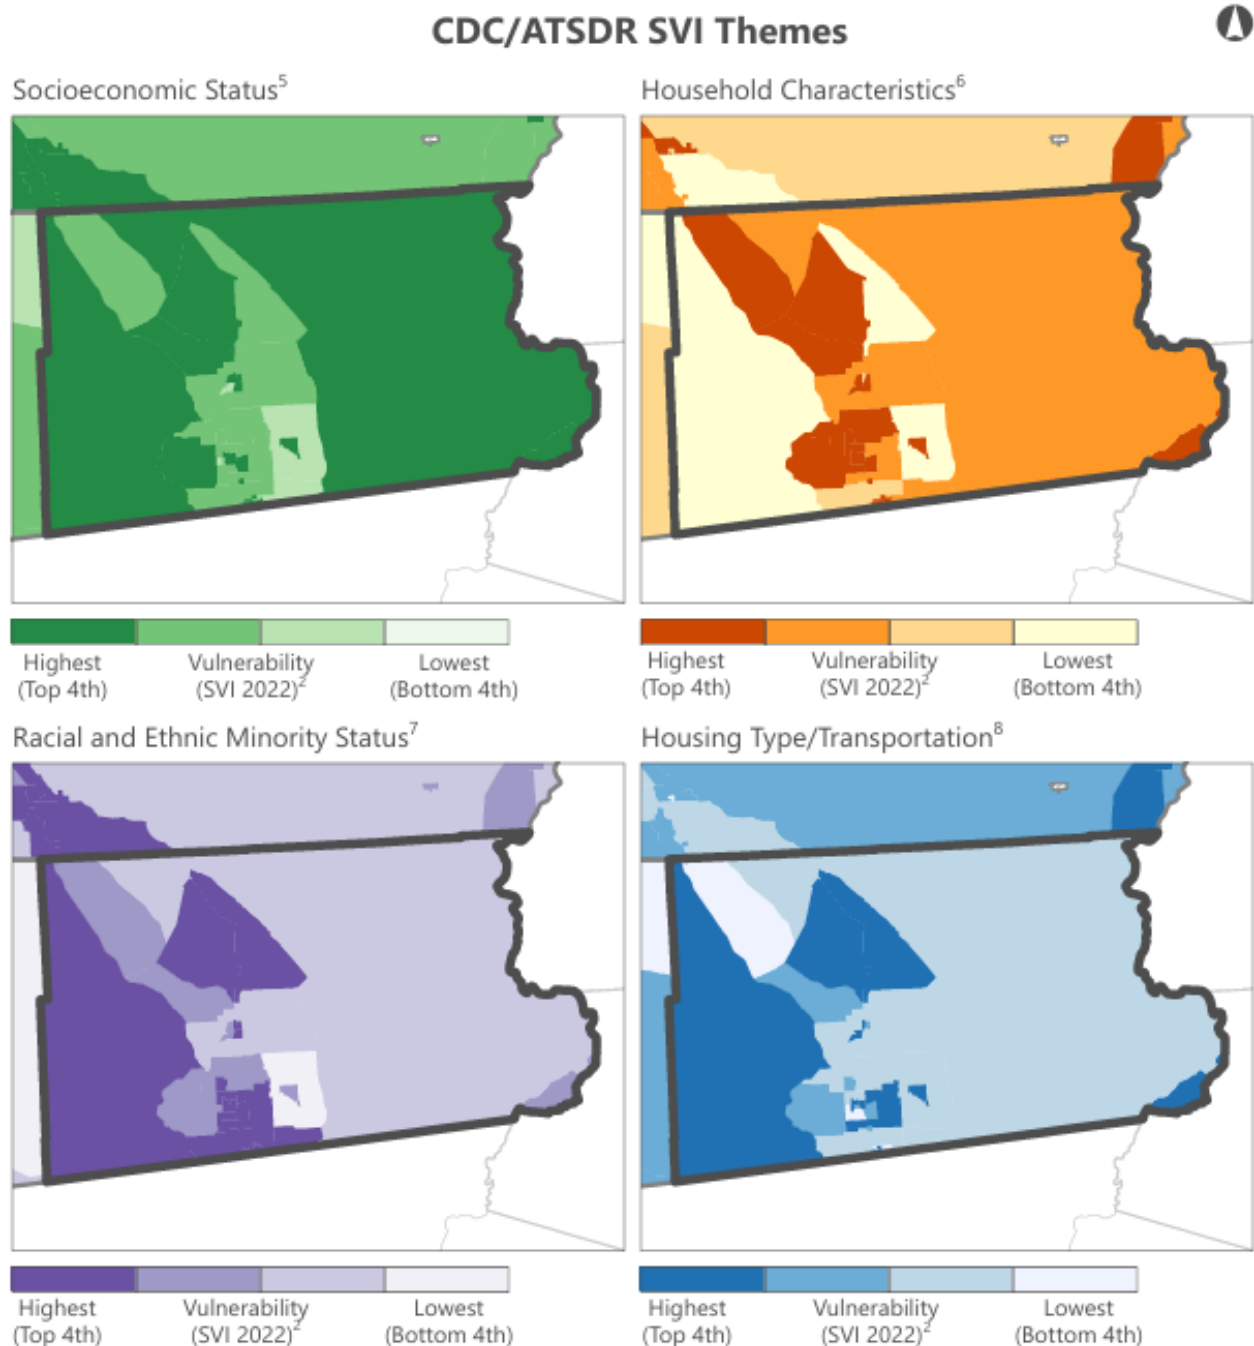 CDC/ATSDR SVI Themes
Socioeconomic Status⁵
Household Characteristics⁶
Highest
(Top 4th)
Vulnerability
(SVI 2022)²
Lowest
(Bottom 4th)
Highest
(Top 4th)
Vulnerability
(SVI 2022)²
Lowest
(Bottom 4th)
Racial and Ethnic Minority Status⁷
Housing Type/Transportation⁸
Highest
(Top 4th)
Vulnerability
(SVI 2022)²
Lowest
(Bottom 4th)
Highest
(Top 4th)
Vulnerability
(SVI 2022)²
Lowest
(Bottom 4th)